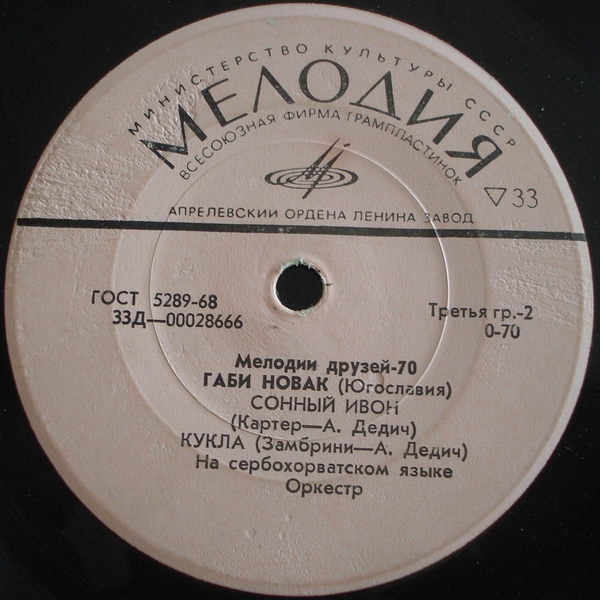 МИНИСТЕРСТВО КУЛЬТУРЫ СССР
МЕЛОДИЯ
ВСЕСОЮЗНАЯ ФИРМА ГРАМПЛАСТИНОК
33
АПРЕЛЕВСКИЙ ОРДЕНА ЛЕНИНА ЗАВОД
ГОСТ 5289-68
33Д—00028666
Третья гр.-2
0-70
Мелодии друзей-70
ГАБИ НОВАК (Югославия)
СОННЫЙ ИВОН
(Картер—А. Дедич)
КУКЛА (Замбрини—А. Дедич)
На сербохорватском языке
Оркестр